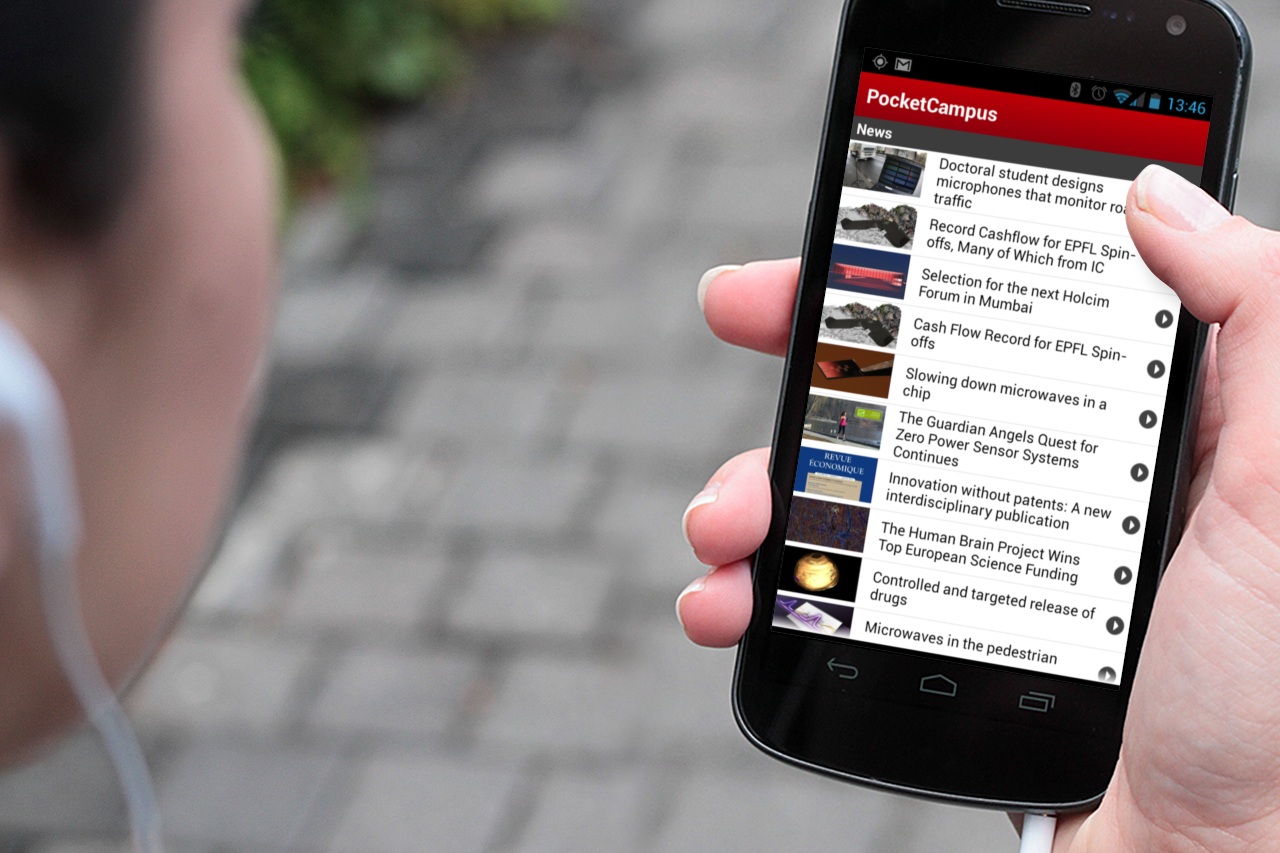 13:46
PocketCampus
News
Doctoral student designs
microphones that monitor
traffic
Record Cashflow for EPFL Spin-
offs, Many of Which from IC
Selection for the next Holcim
Forum in Mumbai
Cash Flow Record for EPFL Spin-
offs
Slowing down microwaves in a
chip
The Guardian Angels Quest for
Zero Power Sensor Systems
Continues
REVUE
ÉCONOMIQUE
Innovation without patents: A new
interdisciplinary publication
The Human Brain Project Wins
Top European Science Funding
Controlled and targeted release of
drugs
Microwaves in the pedestrian